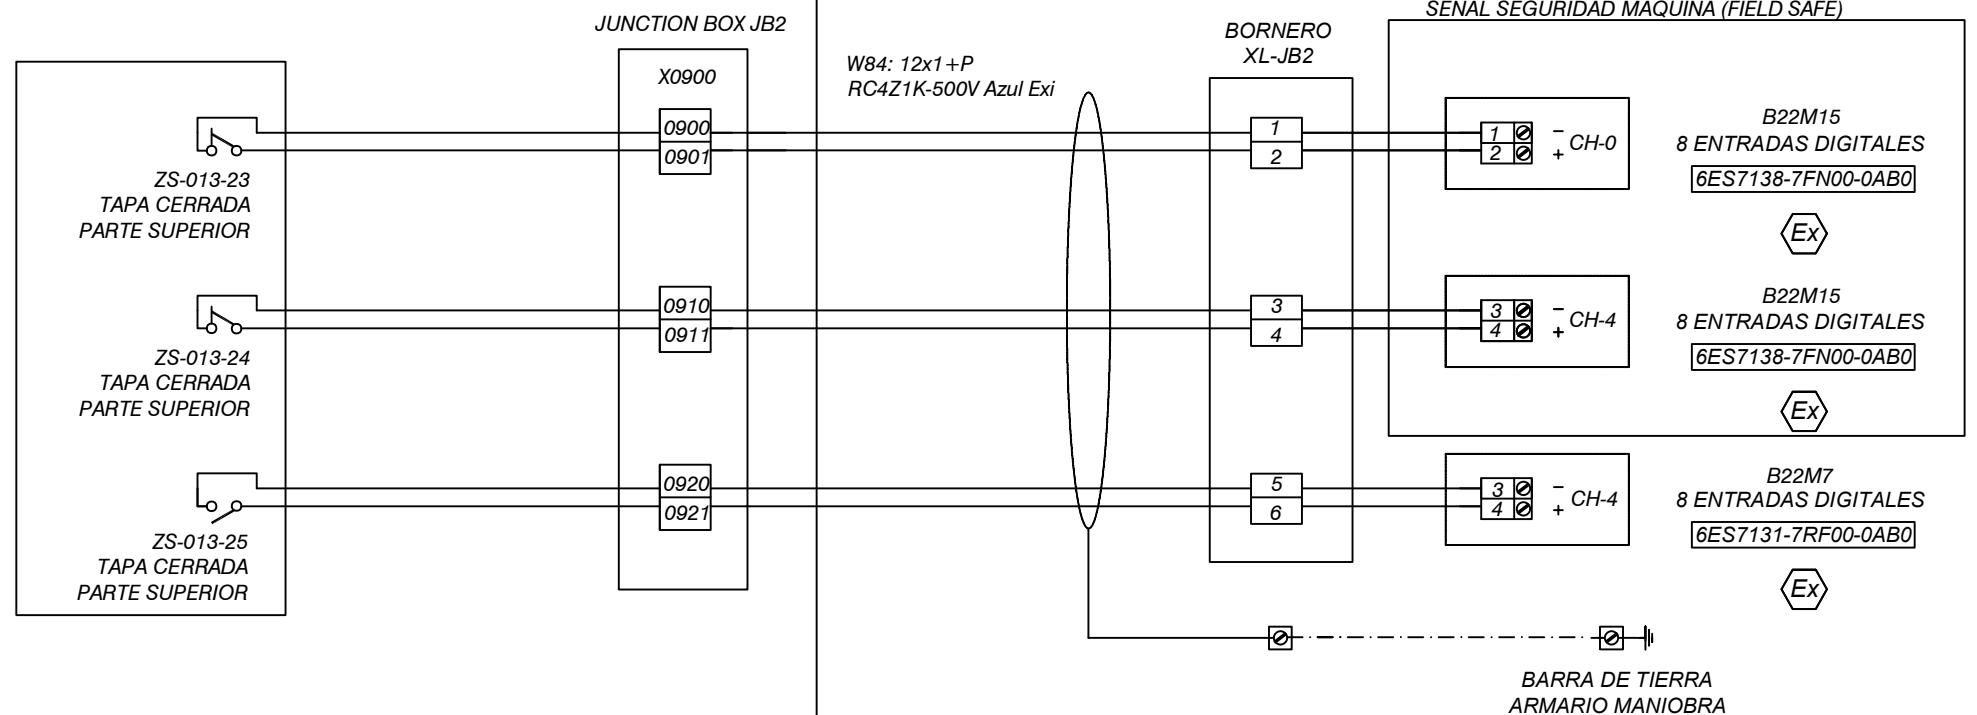 JUNCTION BOX JB2
X0900
0900
0901
ZS-013-23
TAPA CERRADA
PARTE SUPERIOR
0910
0911
ZS-013-24
TAPA CERRADA
PARTE SUPERIOR
0920
0921
ZS-013-25
TAPA CERRADA
PARTE SUPERIOR
W84: 12x1+P
RC4Z1K-500V Azul Exi
BORNERO
XL-JB2
1
2
3
4
5
6
SEÑAL SEGURIDAD MAQUINA (FIELD SAFE)
1 − CH-0
2 +
B22M15
8 ENTRADAS DIGITALES
6ES7138-7FN00-0AB0
Ex
3 − CH-4
4 +
B22M15
8 ENTRADAS DIGITALES
6ES7138-7FN00-0AB0
Ex
3 − CH-4
4 +
B22M7
8 ENTRADAS DIGITALES
6ES7131-7RF00-0AB0
Ex
BARRA DE TIERRA
ARMARIO MANIOBRA